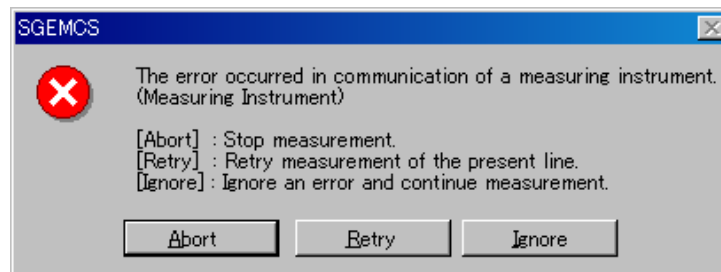 SGEMCS
The error occurred in communication of a measuring instrument.
(Measuring Instrument)
[Abort] : Stop measurement.
[Retry] : Retry measurement of the present line.
[Ignore] : Ignore an error and continue measurement.
Abort Retry Ignore